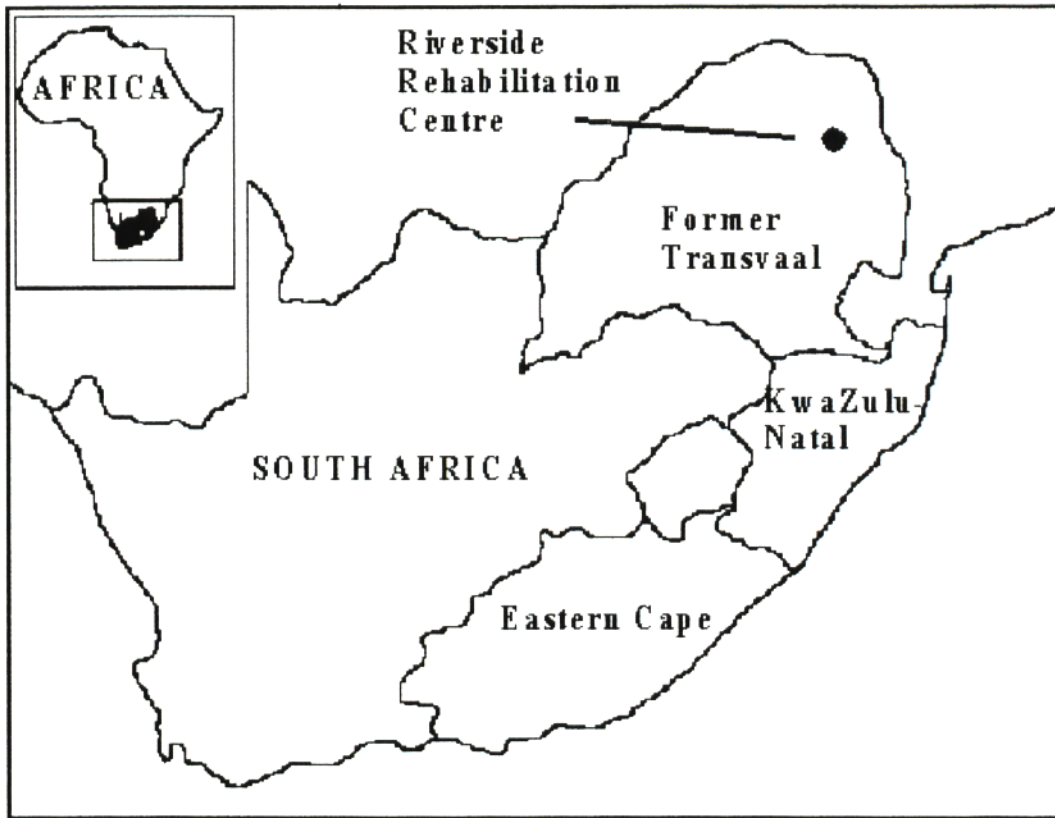 AFRICA
Riverside
Rehabilitation
Centre
Former
Transvaal
KwaZulu-
Natal
SOUTH AFRICA
Eastern Cape